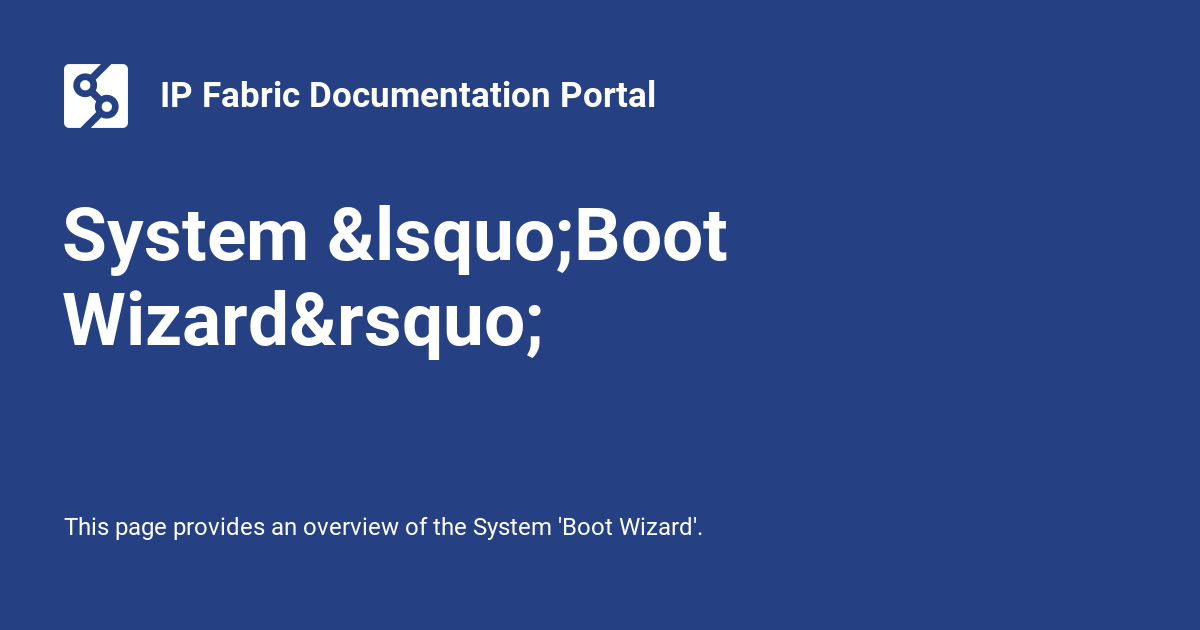 IP Fabric Documentation Portal
System &lsquo;Boot
Wizard&rsquo;
This page provides an overview of the System 'Boot Wizard'.